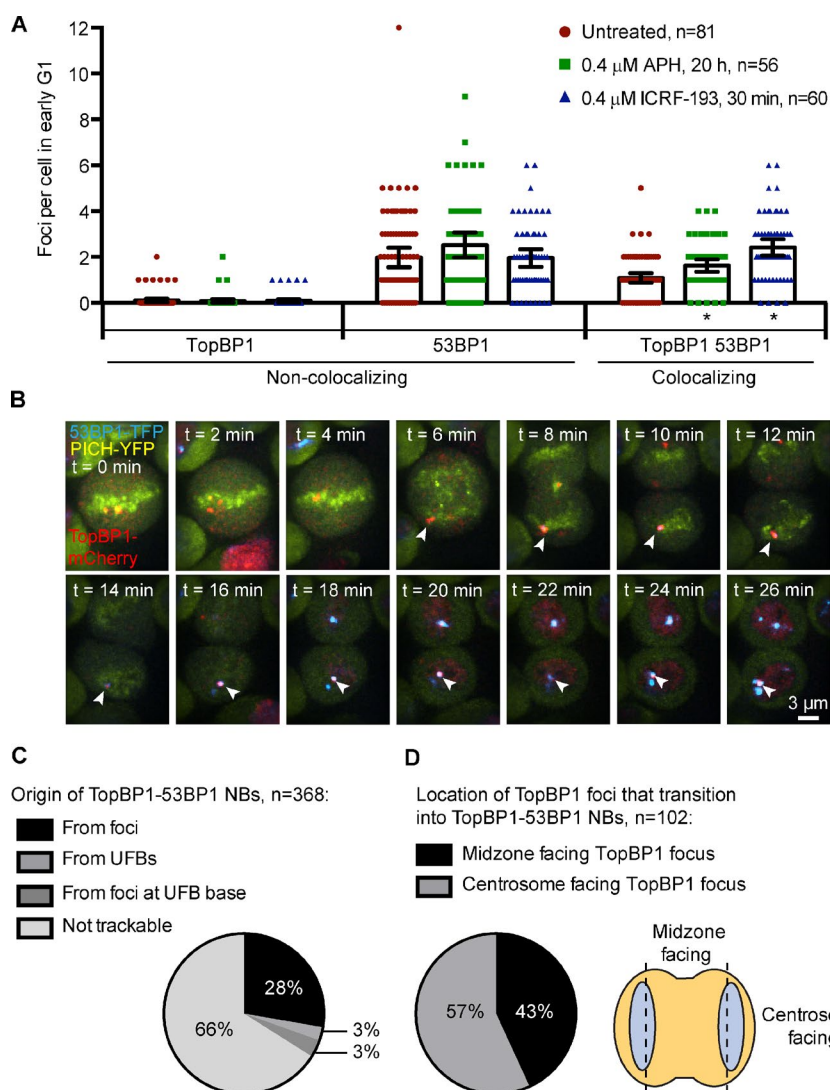 A
Untreated, n=81
0.4 μM APH, 20 h, n=56
0.4 μM ICRF-193, 30 min, n=60
Foci per cell in early G1
12
10
8
6
4
2
0
* *
TopBP1 53BP1 TopBP1 53BP1
Non-colocalizing Colocalizing
B
53BP1-TFP
PICH-YFP
t = 0 min
TopBP1-
mCherry
t = 2 min
t = 4 min
t = 6 min
t = 8 min
t = 10 min
t = 12 min
t = 14 min
t = 16 min
t = 18 min
t = 20 min
t = 22 min
t = 24 min
t = 26 min
3 μm
C
Origin of TopBP1-53BP1 NBs, n=368:
From foci
From UFBs
From foci at UFB base
Not trackable
28%
66%
3%
3%
D
Location of TopBP1 foci that transition
into TopBP1-53BP1 NBs, n=102:
Midzone facing TopBP1 focus
Centrosome facing TopBP1 focus
57% 43%
Midzone
facing
facing